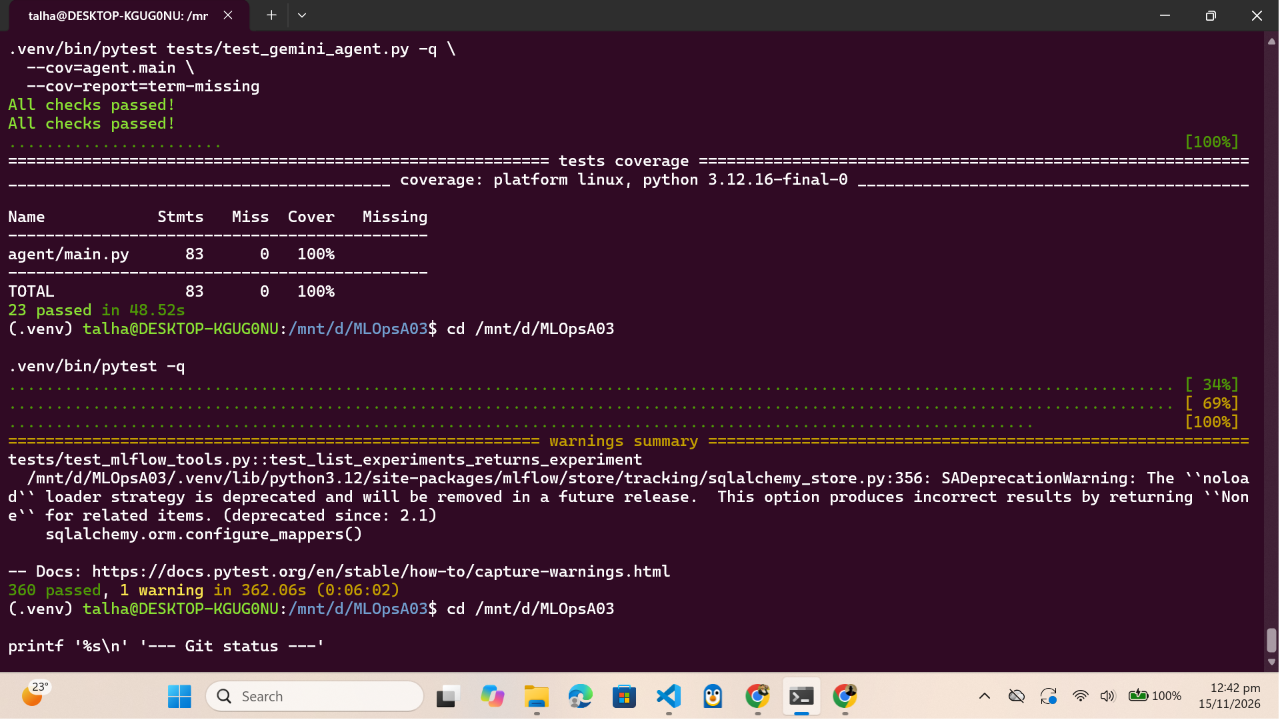 talha@DESKTOP-KGUG0NU: /mr
.venv/bin/pytest tests/test_gemini_agent.py -q \
  --cov=agent.main \
  --cov-report=term-missing
All checks passed!
All checks passed!
....................... [100%]
========================================================== tests coverage ===========================================================
_________________________________________ coverage: platform linux, python 3.12.16-final-0 __________________________________________
Name            Stmts   Miss  Cover   Missing
---------------------------------------------
agent/main.py      83      0   100%
---------------------------------------------
TOTAL              83      0   100%
23 passed in 48.52s
(.venv) talha@DESKTOP-KGUG0NU:/mnt/d/MLOpsA03$ cd /mnt/d/MLOpsA03
.venv/bin/pytest -q
............................................................................................................................. [ 34%]
............................................................................................................................. [ 69%]
.............................................................................................................. [100%]
========================================================= warnings summary ==========================================================
tests/test_mlflow_tools.py::test_list_experiments_returns_experiment
  /mnt/d/MLOpsA03/.venv/lib/python3.12/site-packages/mlflow/store/tracking/sqlalchemy_store.py:356: SADeprecationWarning: The ``noloa
d`` loader strategy is deprecated and will be removed in a future release.  This option produces incorrect results by returning ``Non
e`` for related items. (deprecated since: 2.1)
    sqlalchemy.orm.configure_mappers()
-- Docs: https://docs.pytest.org/en/stable/how-to/capture-warnings.html
360 passed, 1 warning in 362.06s (0:06:02)
(.venv) talha@DESKTOP-KGUG0NU:/mnt/d/MLOpsA03$ cd /mnt/d/MLOpsA03
printf '%s\n' '--- Git status ---'
23°
Search
100%
12:42 pm
15/11/2026